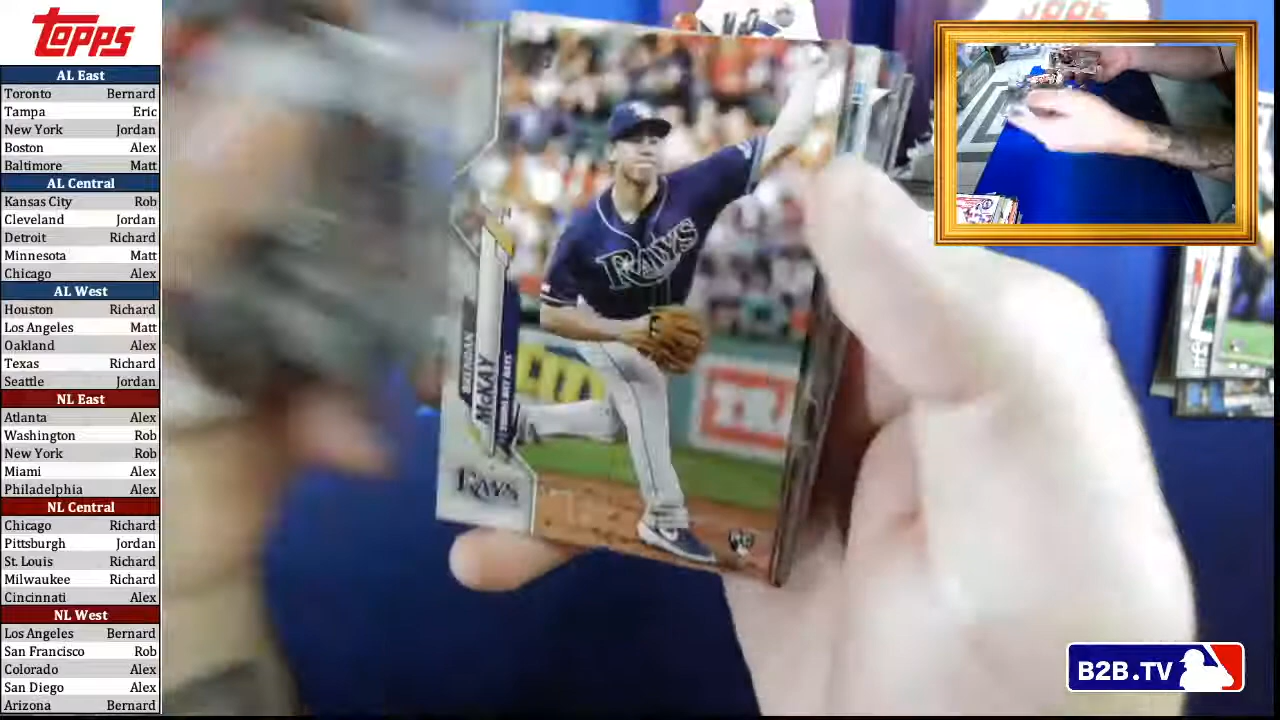 Topps
AL East
Toronto Bernard
Tampa Eric
New York Jordan
Boston Alex
Baltimore Matt
AL Central
Kansas City Rob
Cleveland Jordan
Detroit Richard
Minnesota Matt
Chicago Alex
AL West
Houston Richard
Los Angeles Matt
Oakland Alex
Texas Richard
Seattle Jordan
NL East
Atlanta Alex
Washington Rob
New York Rob
Miami Alex
Philadelphia Alex
NL Central
Chicago Richard
Pittsburgh Jordan
St. Louis Richard
Milwaukee Richard
Cincinnati Alex
NL West
Los Angeles Bernard
San Francisco Rob
Colorado Alex
San Diego Alex
Arizona Bernard
RAYS
BRENDAN
McKAY
TAMPA BAY RAYS
RAYS
B2B.TV